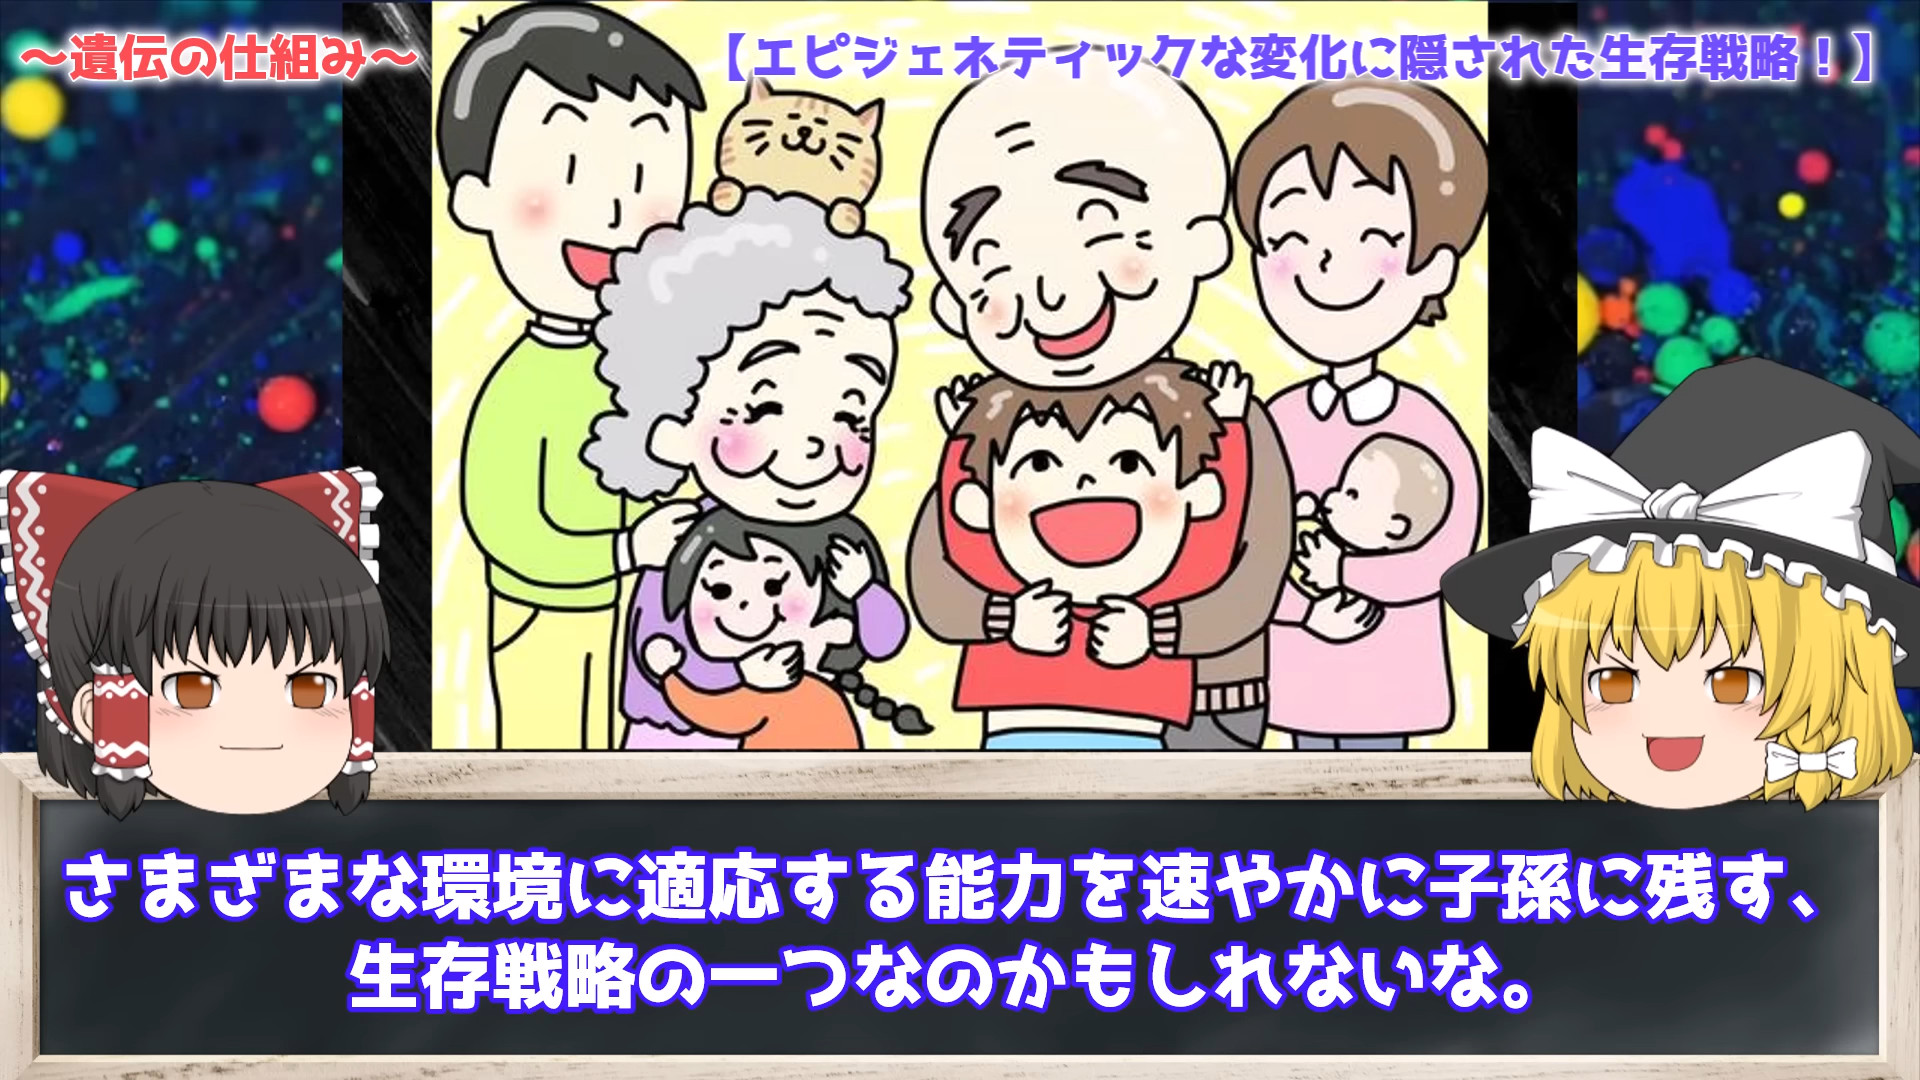 ～遺伝の仕組み～
【エピジェネティックな変化に隠された生存戦略！】
さまざまな環境に適応する能力を速やかに子孫に残す、
生存戦略の一つなのかもしれないな。